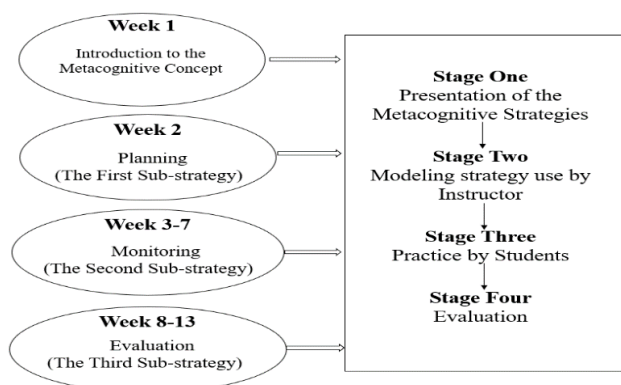 Week 1
Introduction to the
Metacognitive Concept
Week 2
Planning
(The First Sub-strategy)
Week 3-7
Monitoring
(The Second Sub-strategy)
Week 8-13
Evaluation
(The Third Sub-strategy)
Stage One
Presentation of the
Metacognitive Strategies
Stage Two
Modeling strategy use by
Instructor
Stage Three
Practice by Students
Stage Four
Evaluation